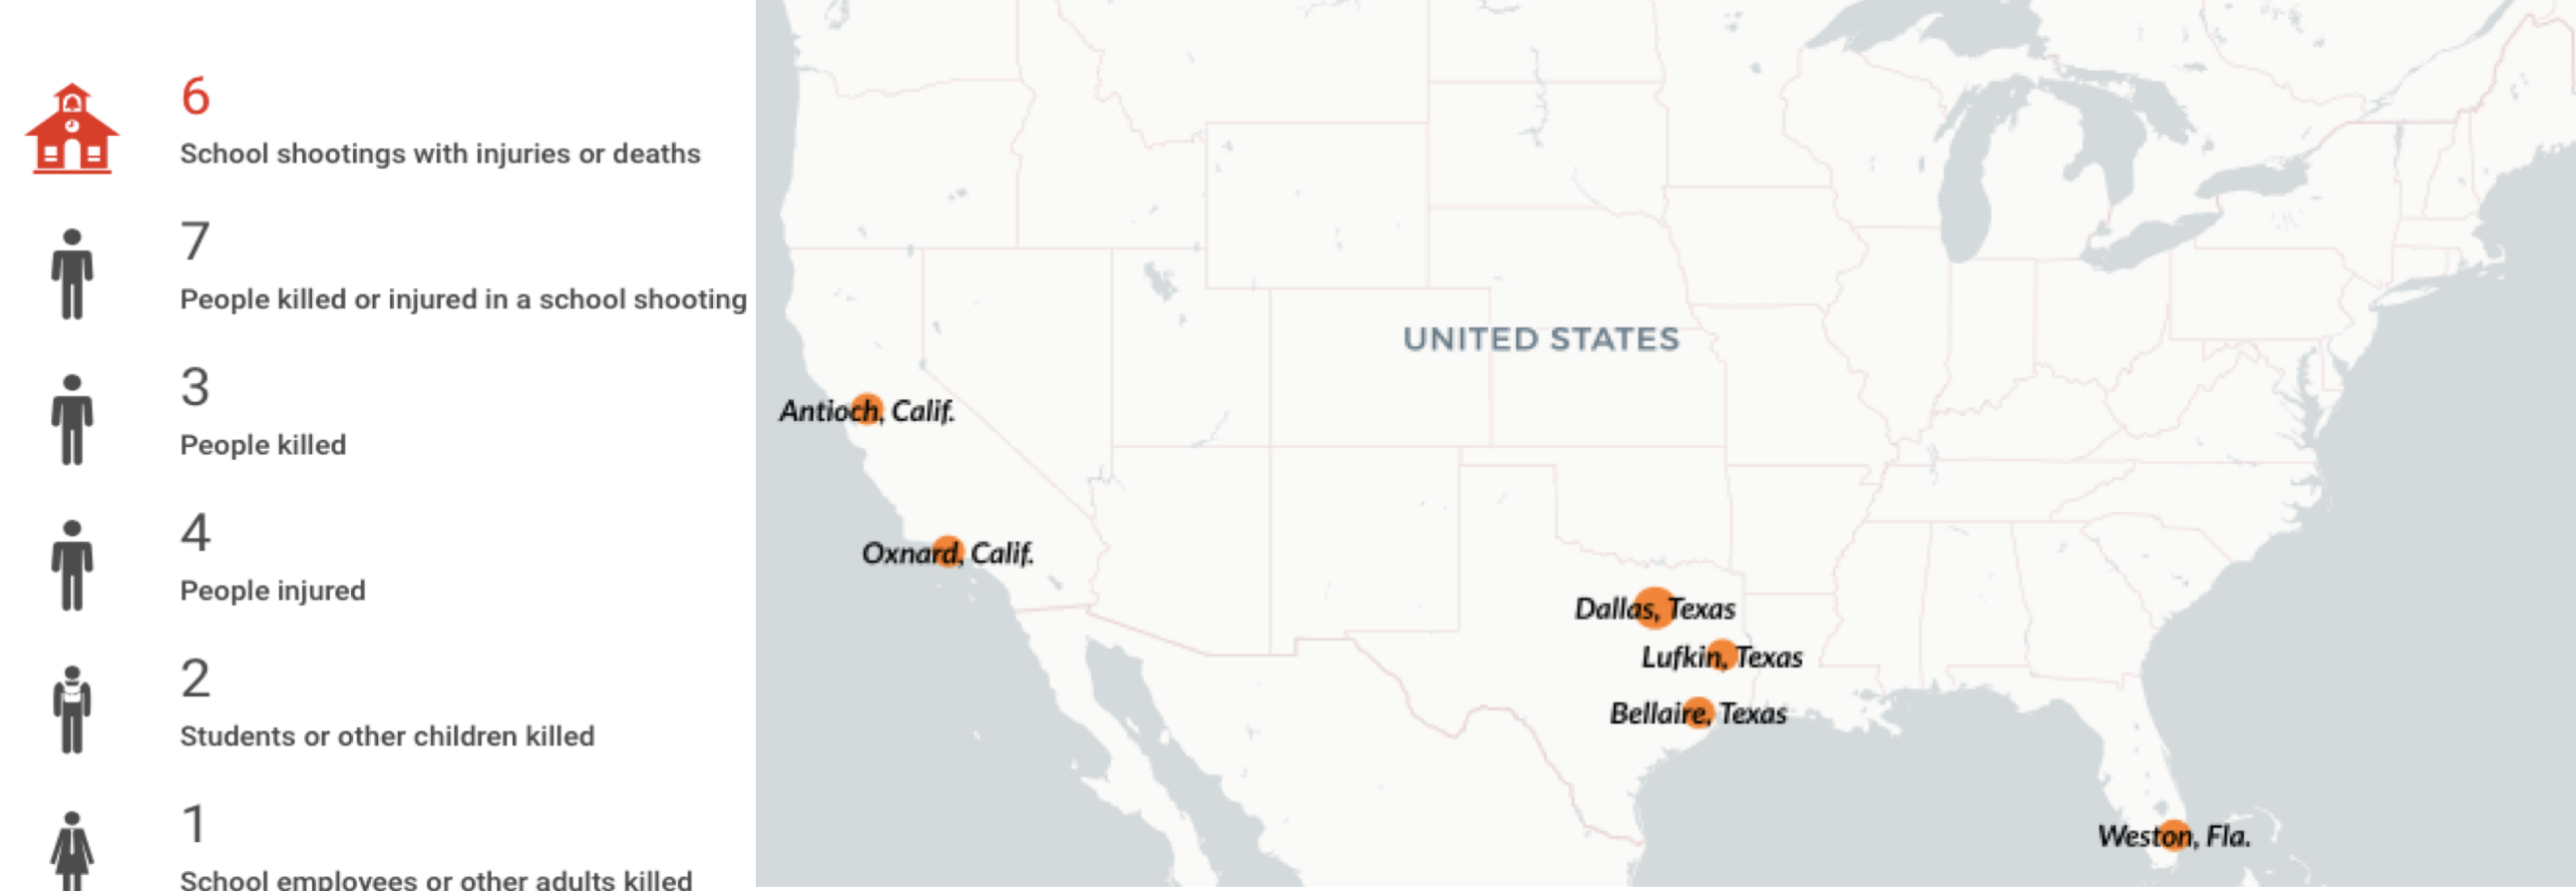 6
School shootings with injuries or deaths
7
People killed or injured in a school shooting
3
People killed
4
People injured
2
Students or other children killed
1
School employees or other adults killed
UNITED STATES
Antioch, Calif.
Oxnard, Calif.
Dallas, Texas
Lufkin, Texas
Bellaire, Texas
Weston, Fla.